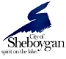 City of
Sheboygan
spirit on the lake